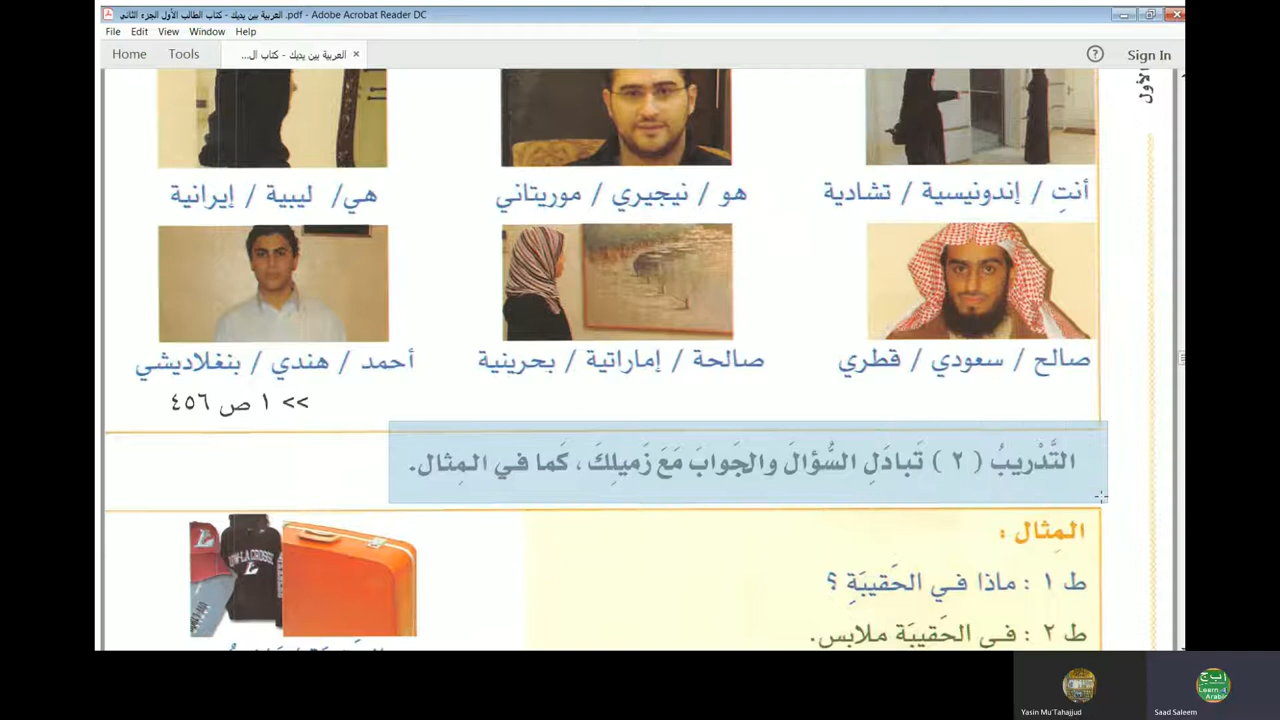 العربية بين يديك - كتاب الطالب الأول الجزء الثاني .pdf - Adobe Acrobat Reader DC
File Edit View Window Help
Home Tools العربية بين يديك - كتاب ال... × ? Sign In
الأول
أنتِ / إندونيسية / تشادية
هو / نيجيري / موريتاني
هي/ ليبية / إيرانية
صالح / سعودي / قطري
صالحة / إماراتية / بحرينية
أحمد / هندي / بنغلاديشي
>> ١ ص ٤٥٦
التَّدْريبُ ( ٢ ) تَبادَلِ السُّؤالَ والجَوابَ مَعَ زَميلِكَ ، كَما في المِثال.
المِثال :
ط ١ : ماذا في الحَقيبَةِ ؟
ط ٢ : في الحَقيبَة ملابس.
Yasin Mu'Tahajjud
ا ب ج
Learn Arabic
Saad Saleem